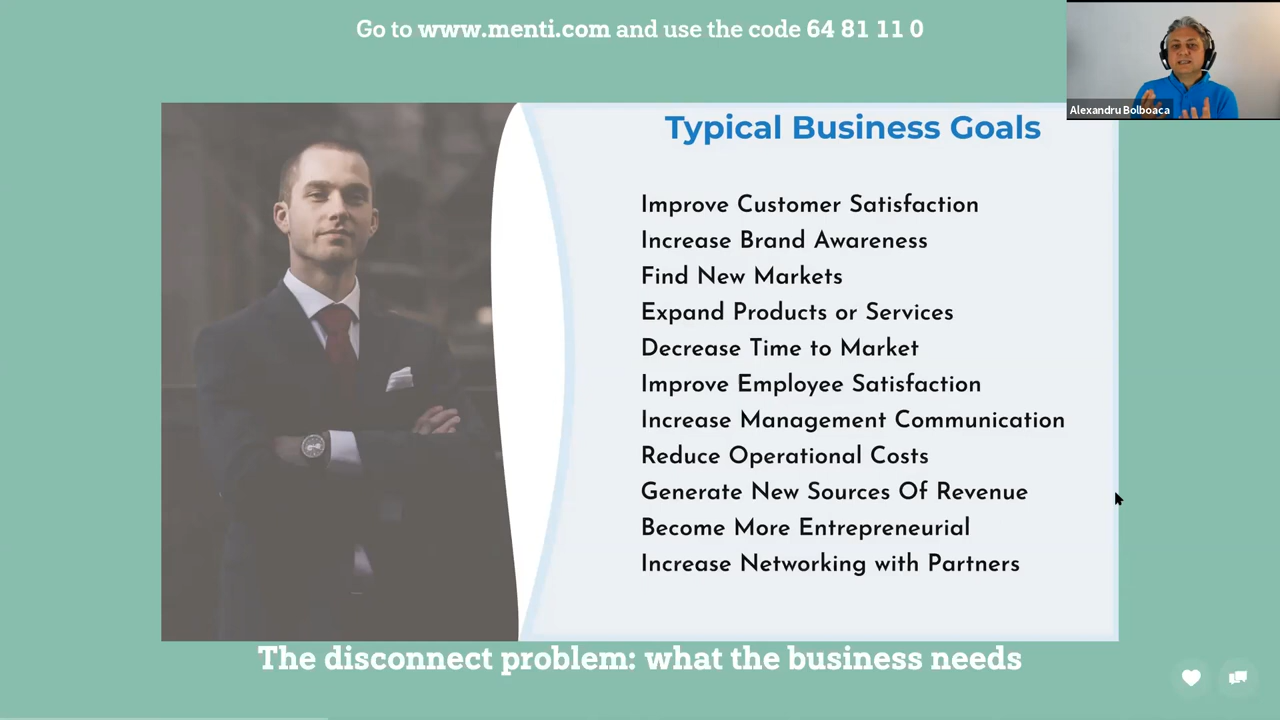 Go to www.menti.com and use the code 64 81 11 0
Alexandru Bolboaca
Typical Business Goals
Improve Customer Satisfaction
Increase Brand Awareness
Find New Markets
Expand Products or Services
Decrease Time to Market
Improve Employee Satisfaction
Increase Management Communication
Reduce Operational Costs
Generate New Sources Of Revenue
Become More Entrepreneurial
Increase Networking with Partners
The disconnect problem: what the business needs